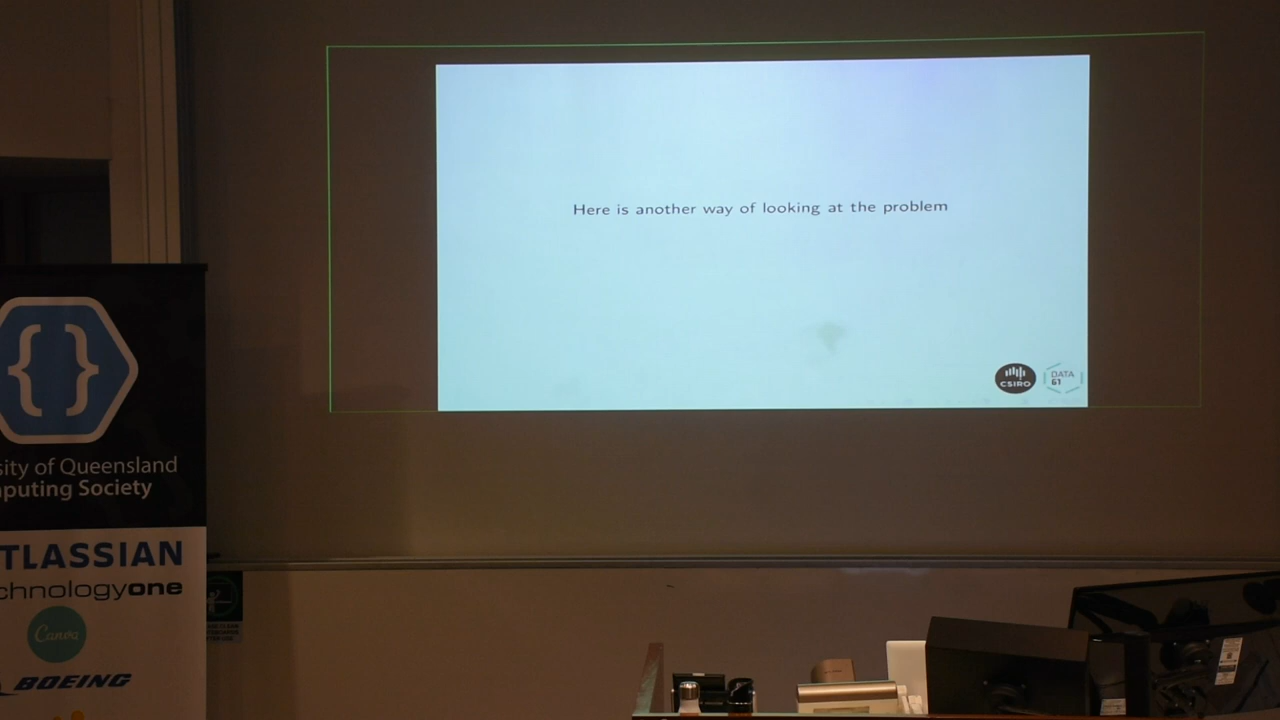 Here is another way of looking at the problem
CSIRO
DATA
61
{ }
sity of Queensland
puting Society
TLASSIAN
chnologyone
Canva
BOEING